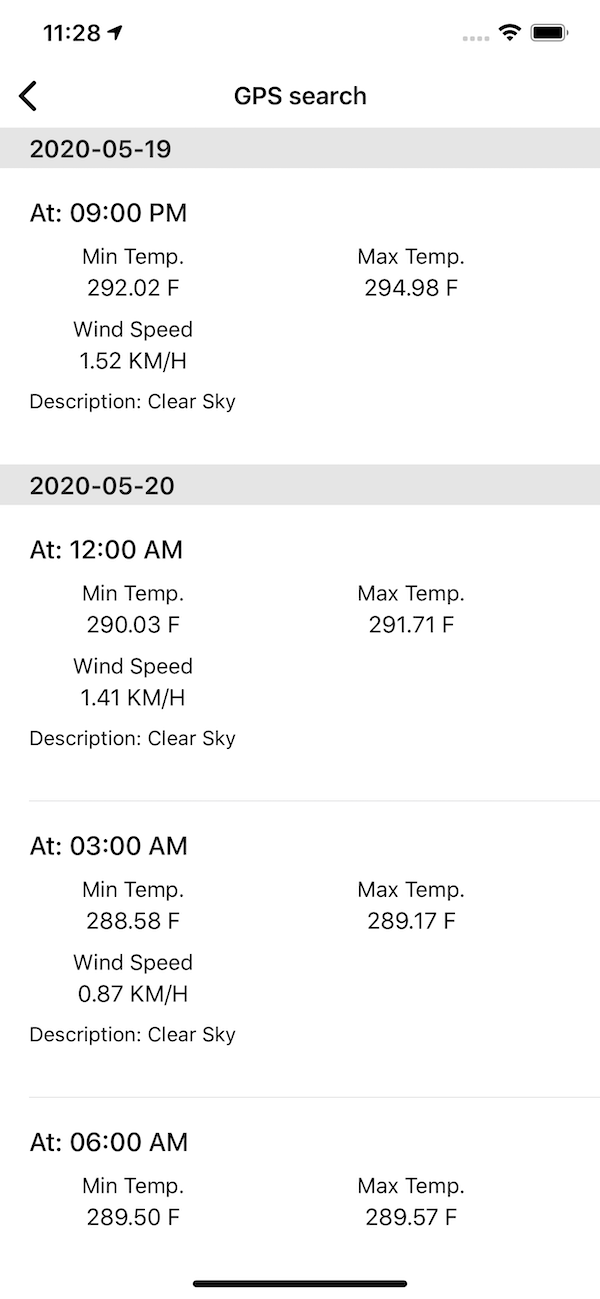 11:28
GPS search
2020-05-19
At: 09:00 PM
Min Temp. Max Temp.
292.02 F 294.98 F
Wind Speed
1.52 KM/H
Description: Clear Sky
2020-05-20
At: 12:00 AM
Min Temp. Max Temp.
290.03 F 291.71 F
Wind Speed
1.41 KM/H
Description: Clear Sky
At: 03:00 AM
Min Temp. Max Temp.
288.58 F 289.17 F
Wind Speed
0.87 KM/H
Description: Clear Sky
At: 06:00 AM
Min Temp. Max Temp.
289.50 F 289.57 F